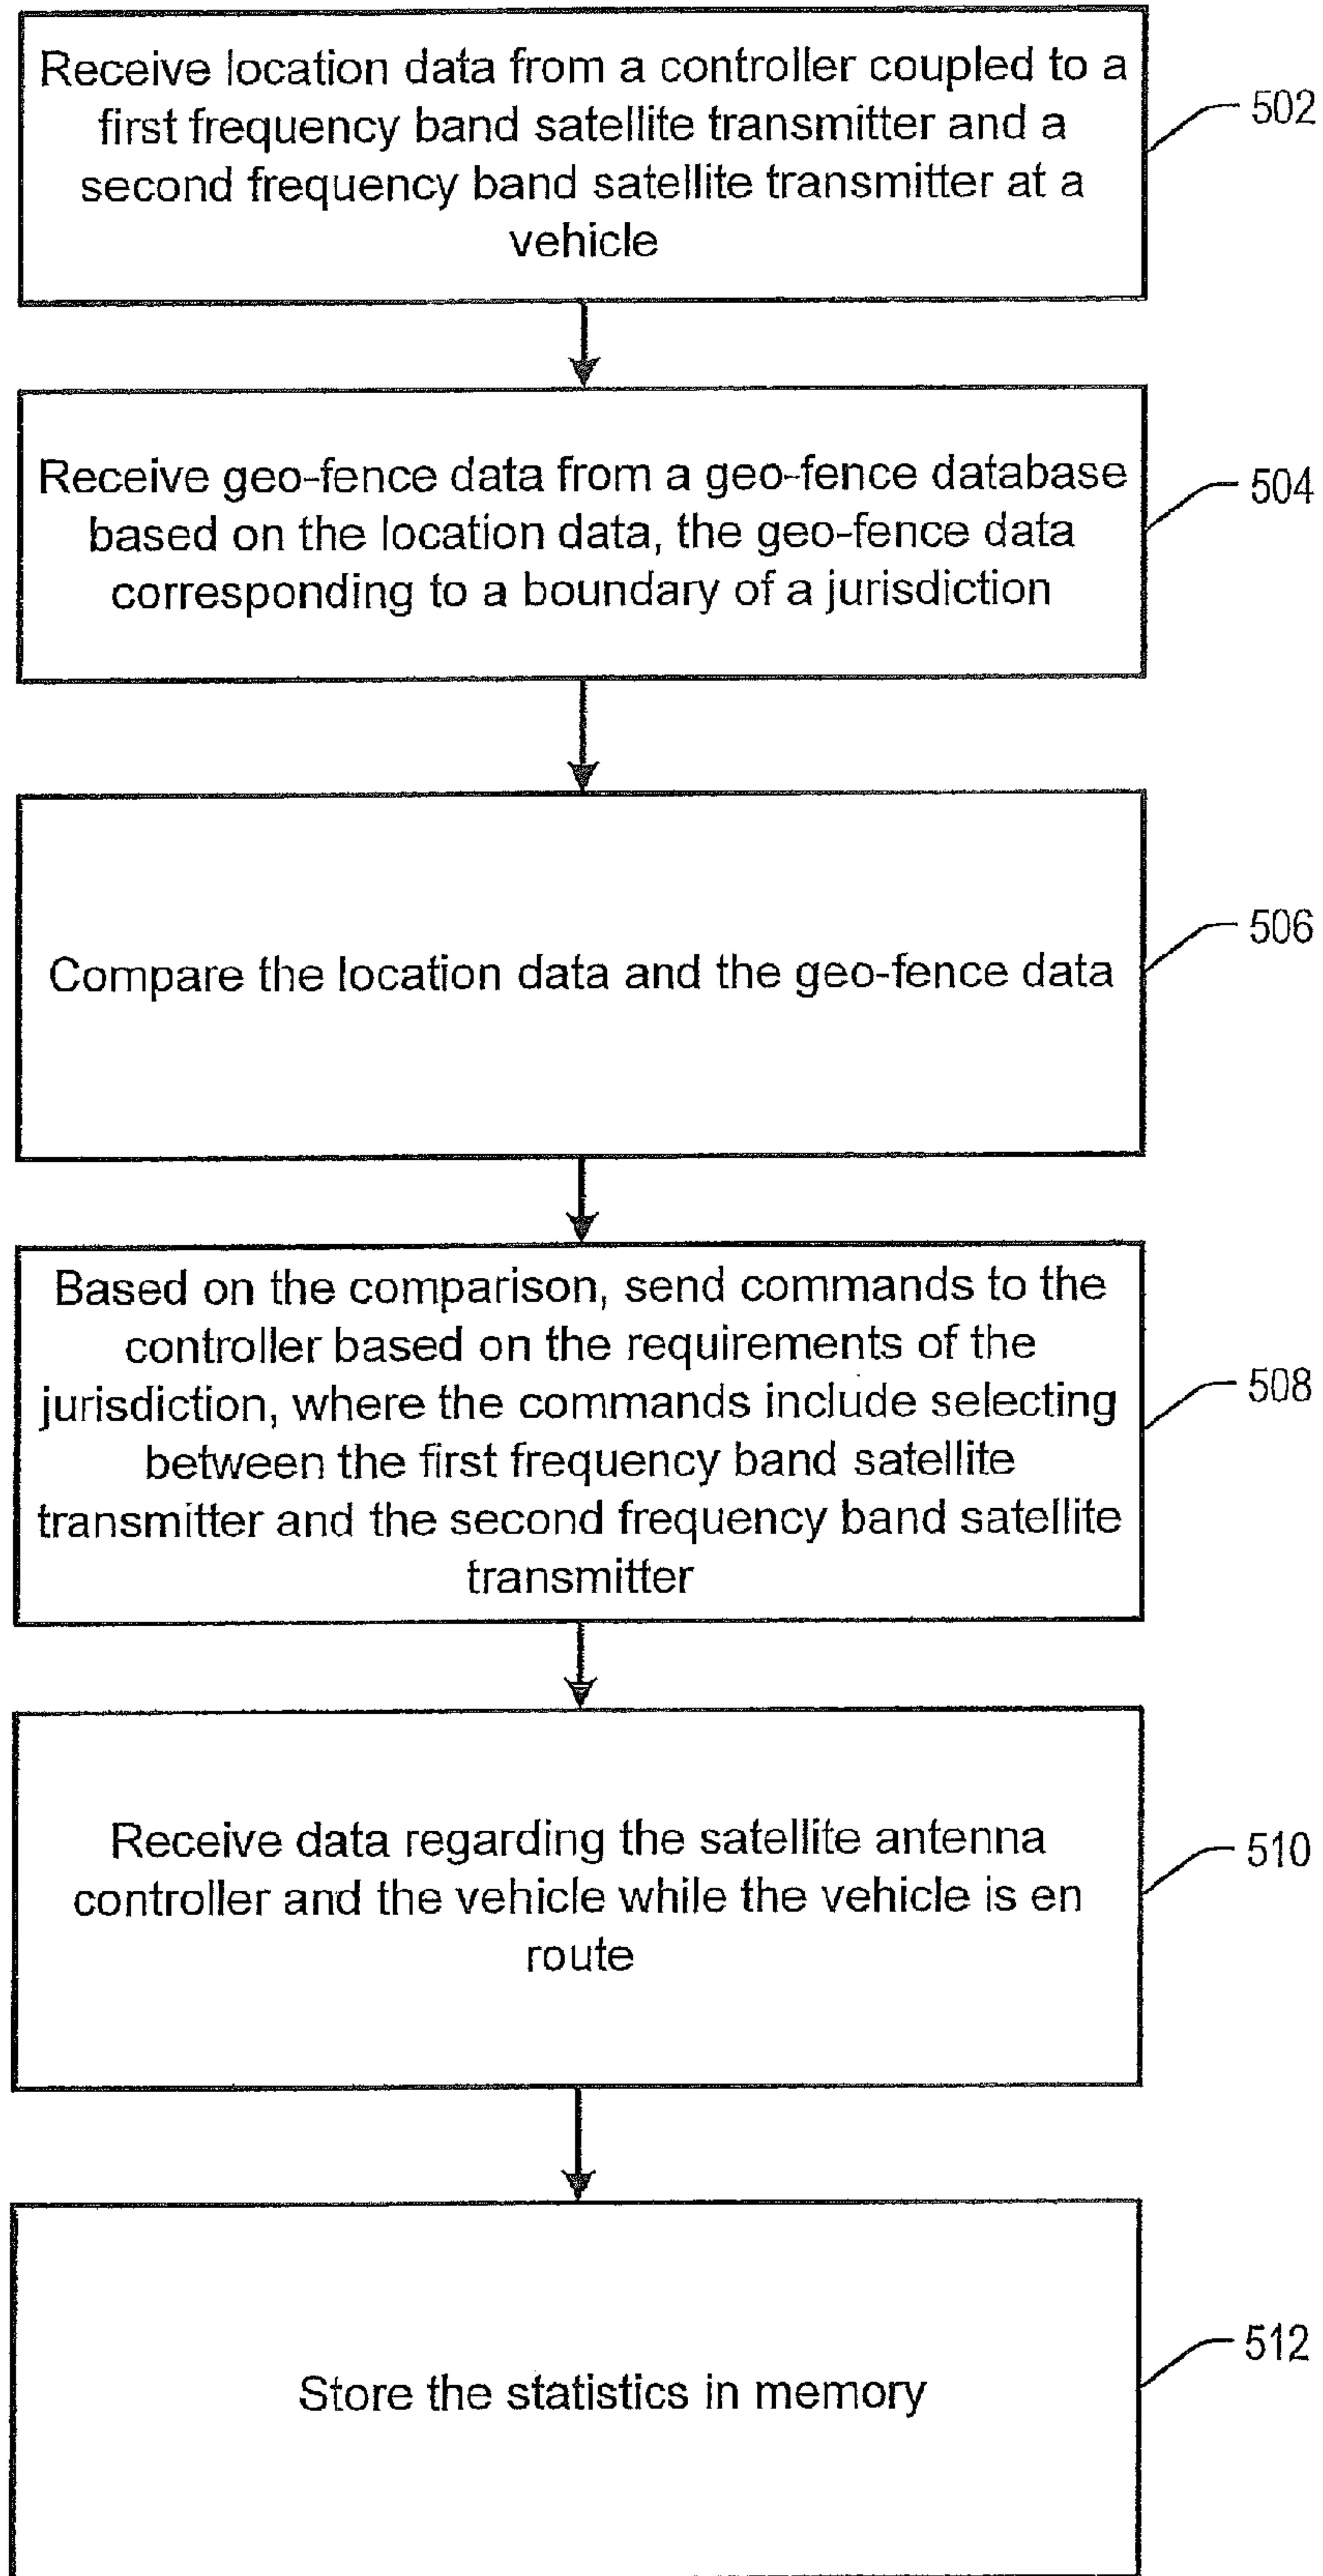 Receive location data from a controller coupled to a
first frequency band satellite transmitter and a
second frequency band satellite transmitter at a
vehicle
502
Receive geo-fence data from a geo-fence database
based on the location data, the geo-fence data
corresponding to a boundary of a jurisdiction
504
Compare the location data and the geo-fence data
506
Based on the comparison, send commands to the
controller based on the requirements of the
jurisdiction, where the commands include selecting
between the first frequency band satellite
transmitter and the second frequency band satellite
transmitter
508
Receive data regarding the satellite antenna
controller and the vehicle while the vehicle is en
route
510
Store the statistics in memory
512